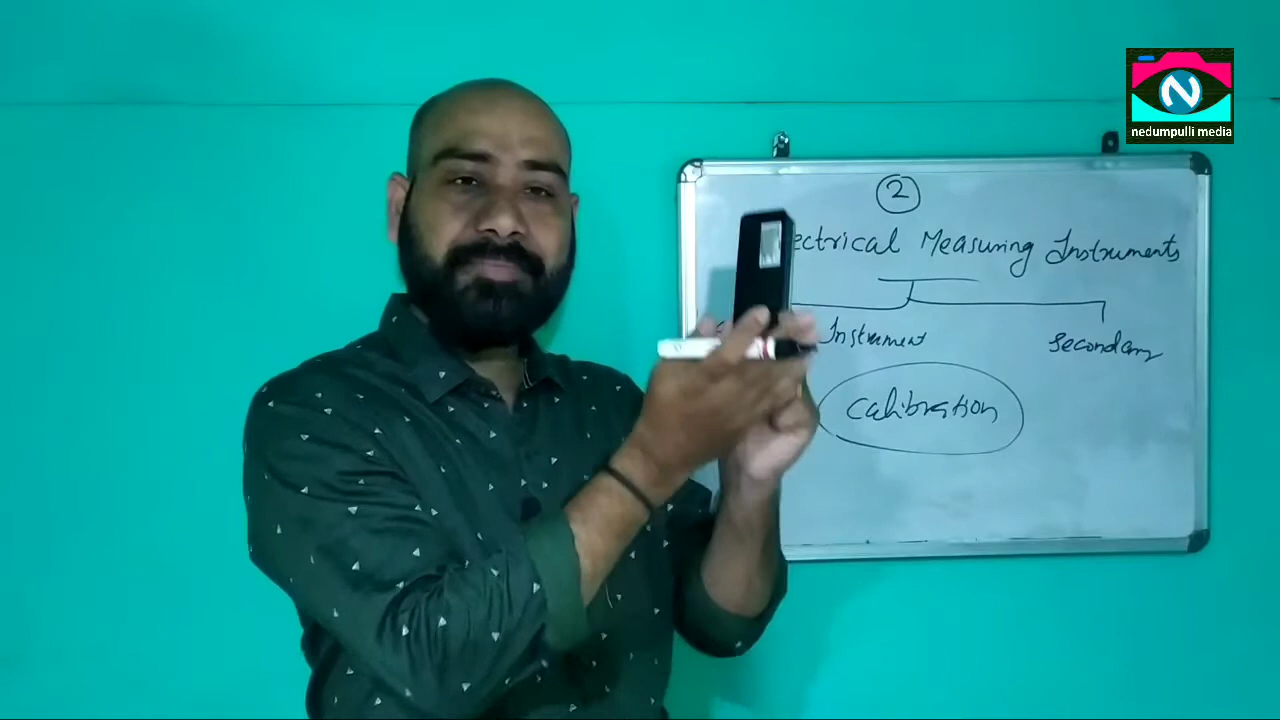 N
nedumpulli media
2
ectrical Measuring Instruments
Instrument
Secondary
Calibration